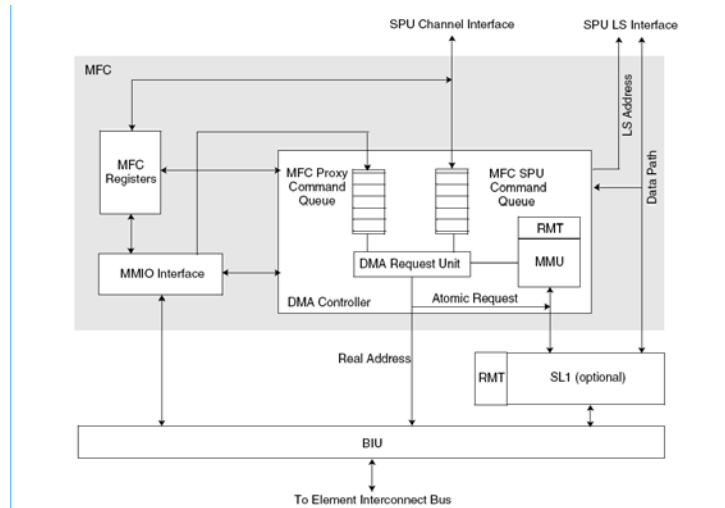 SPU Channel Interface
SPU LS Interface
MFC
LS Address
Data Path
MFC
Registers
MFC Proxy
Command
Queue
MFC SPU
Command
Queue
RMT
MMU
MMIO Interface
DMA Request Unit
DMA Controller
Atomic Request
Real Address
RMT
SL1 (optional)
BIU
To Element Interconnect Bus